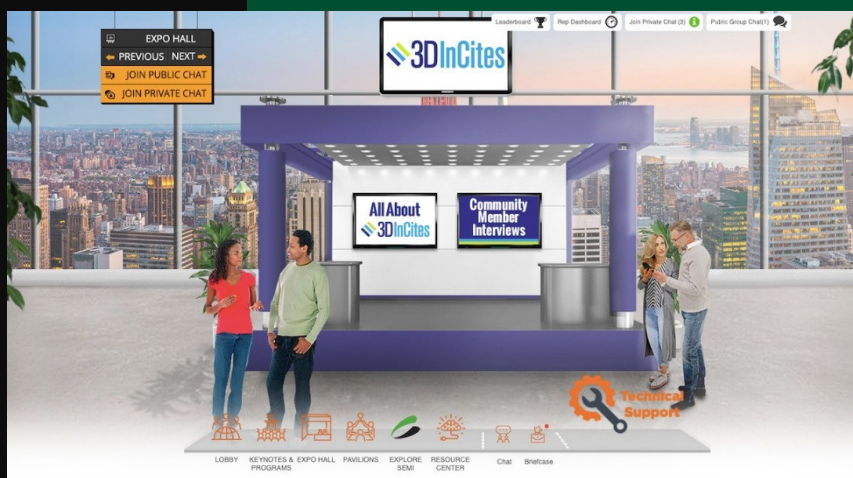 Leaderboard
Rep Dashboard
Join Private Chat (3)
Public Group Chat(1)
EXPO HALL
PREVIOUS NEXT
JOIN PUBLIC CHAT
JOIN PRIVATE CHAT
3DInCites
All About
3DInCites
Community
Member
Interviews
Technical
Support
LOBBY
KEYNOTES &
PROGRAMS
EXPO HALL
PAVILIONS
EXPLORE
SEMI
RESOURCE
CENTER
Chat
Briefcase